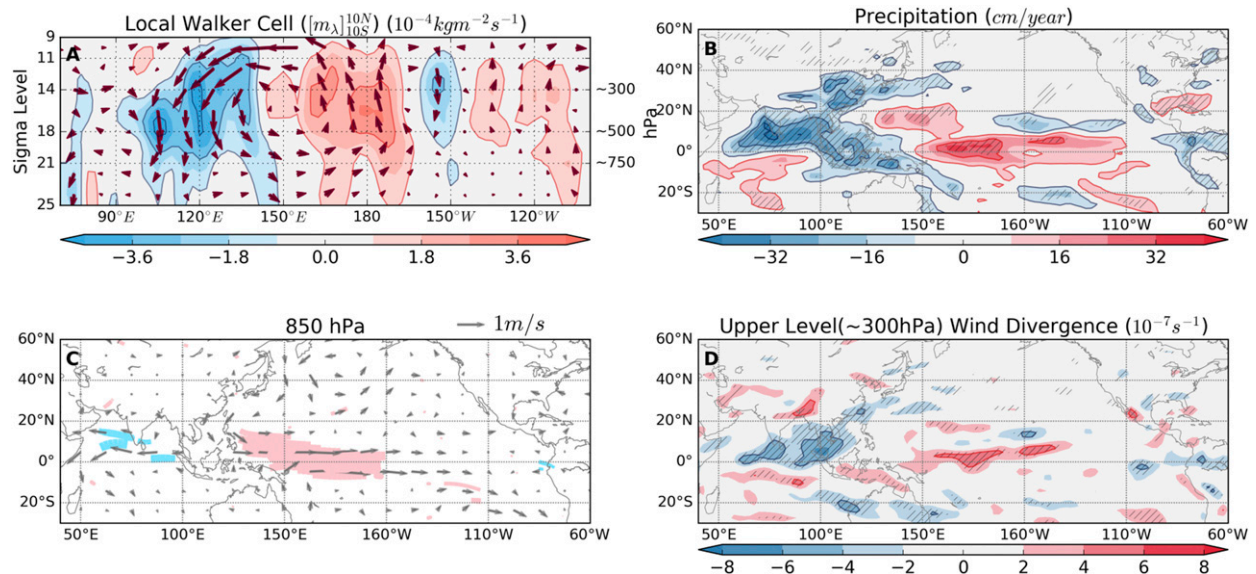 Local Walker Cell ([m_λ]^{10N}_{10S}) (10^{−4}kgm^{−2}s^{−1})
A
Sigma Level
9
11
14
18
21
25
~300
~500
~750
hPa
90°E 120°E 150°E 180 150°W 120°W
−3.6 −1.8 0.0 1.8 3.6
Precipitation (cm/year)
B
60°N
40°N
20°N
0°
20°S
50°E 100°E 150°E 160°W 110°W 60°W
−32 −16 0 16 32
850 hPa 1m/s
C
60°N
40°N
20°N
0°
20°S
50°E 100°E 150°E 160°W 110°W 60°W
Upper Level(~300hPa) Wind Divergence (10^{−7}s^{−1})
D
60°N
40°N
20°N
0°
20°S
50°E 100°E 150°E 160°W 110°W 60°W
−8 −6 −4 −2 0 2 4 6 8